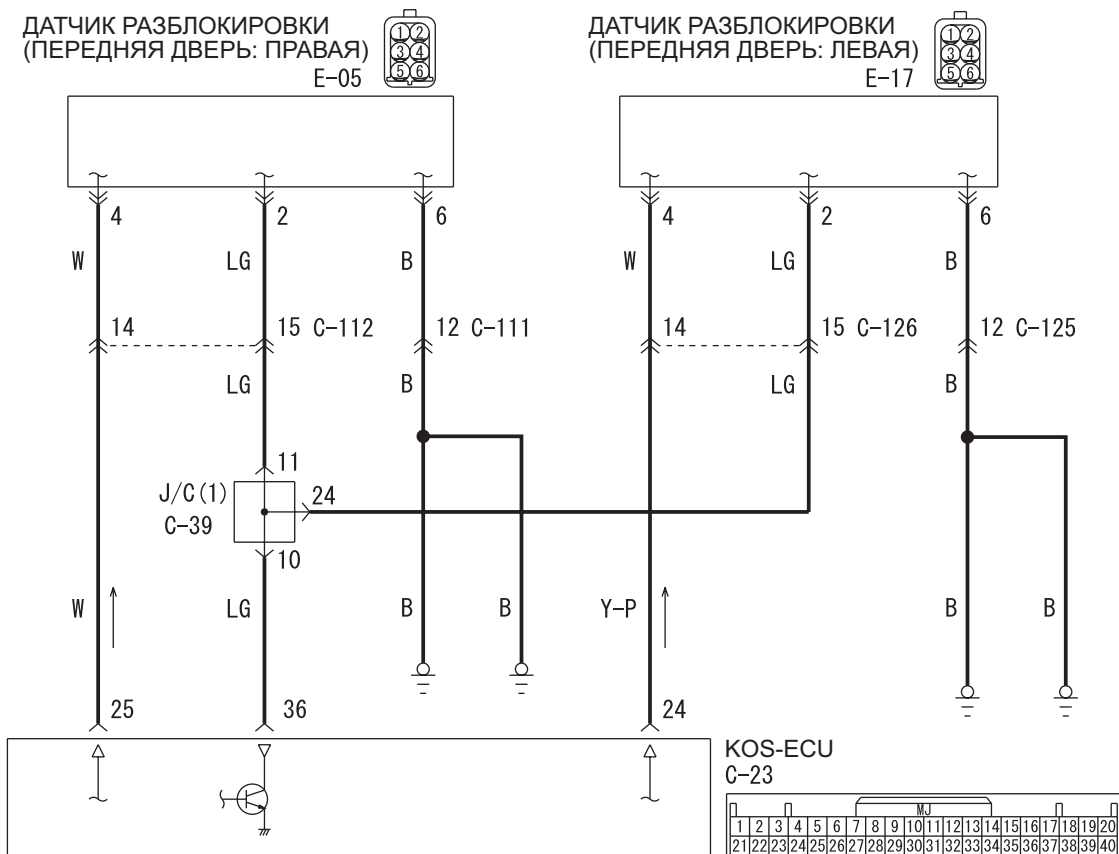 ДАТЧИК РАЗБЛОКИРОВКИ
(ПЕРЕДНЯЯ ДВЕРЬ: ПРАВАЯ)
E-05
1 2
3 4
5 6
ДАТЧИК РАЗБЛОКИРОВКИ
(ПЕРЕДНЯЯ ДВЕРЬ: ЛЕВАЯ)
E-17
1 2
3 4
5 6
4 2 6 4 2 6
W LG B W LG B
14 15 C-112 12 C-111 14 15 C-126 12 C-125
LG B LG B
11
J/C(1) 24
C-39
10
W LG B B Y-P B B
25 36 24
KOS-ECU
C-23
MJ
1 2 3 4 5 6 7 8 9 10 11 12 13 14 15 16 17 18 19 20
21 22 23 24 25 26 27 28 29 30 31 32 33 34 35 36 37 38 39 40